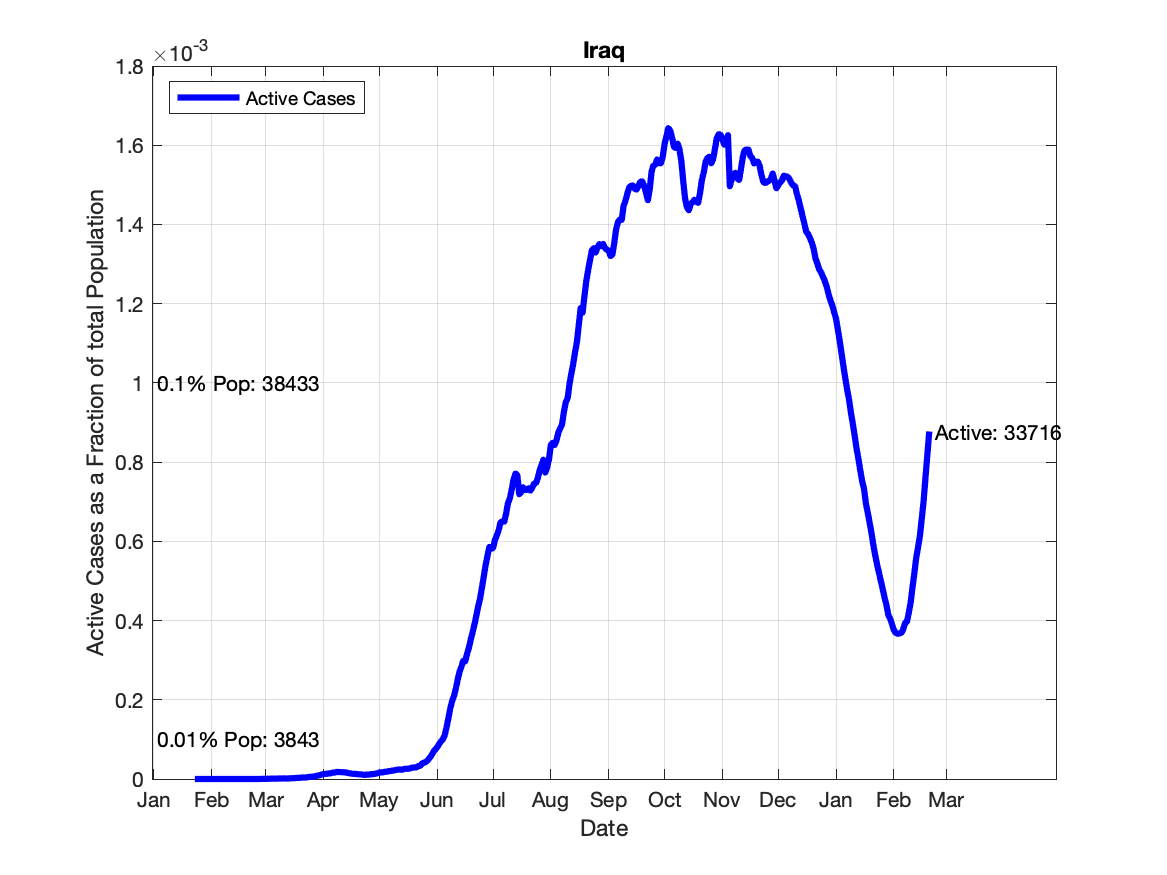 Iraq
×10-3
Active Cases
1.8
1.6
1.4
1.2
1
0.8
0.6
0.4
0.2
0
Active Cases as a Fraction of total Population
0.1% Pop: 38433
Active: 33716
0.01% Pop: 3843
Jan Feb Mar Apr May Jun Jul Aug Sep Oct Nov Dec Jan Feb Mar
Date